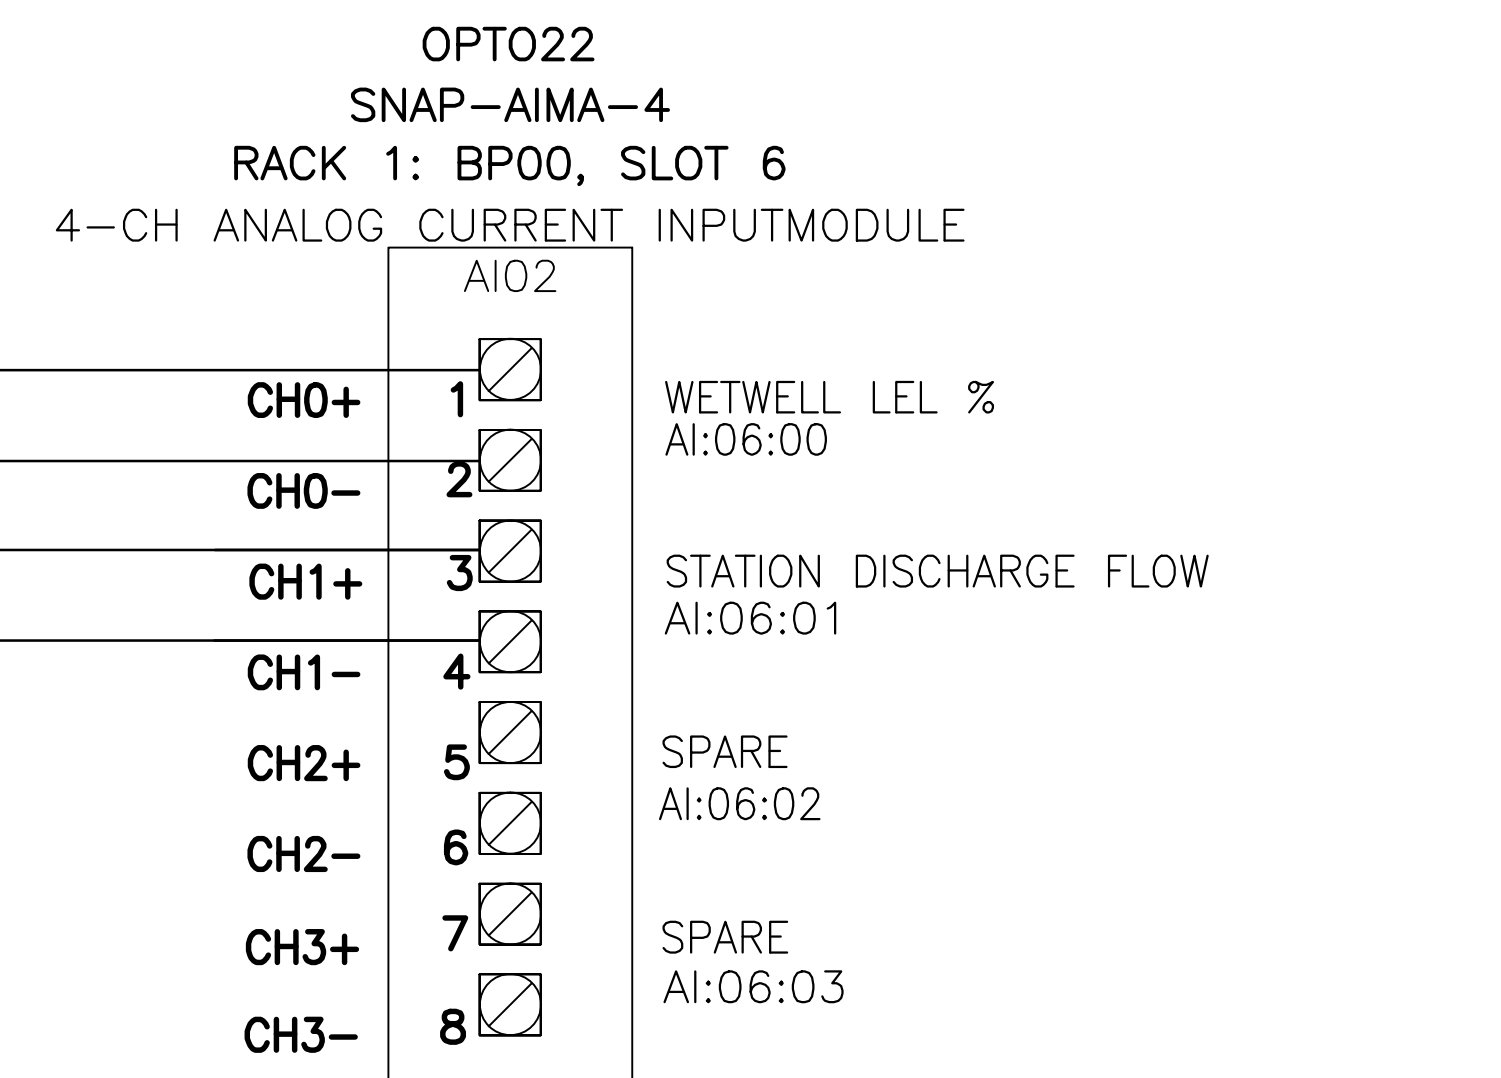 OPTO22
SNAP-AIMA-4
RACK 1: BP00, SLOT 6
4-CH ANALOG CURRENT INPUTMODULE
AI02
CH0+ 1 WETWELL LEL %
AI:06:00
CH0- 2
CH1+ 3 STATION DISCHARGE FLOW
AI:06:01
CH1- 4
CH2+ 5 SPARE
AI:06:02
CH2- 6
CH3+ 7 SPARE
AI:06:03
CH3- 8